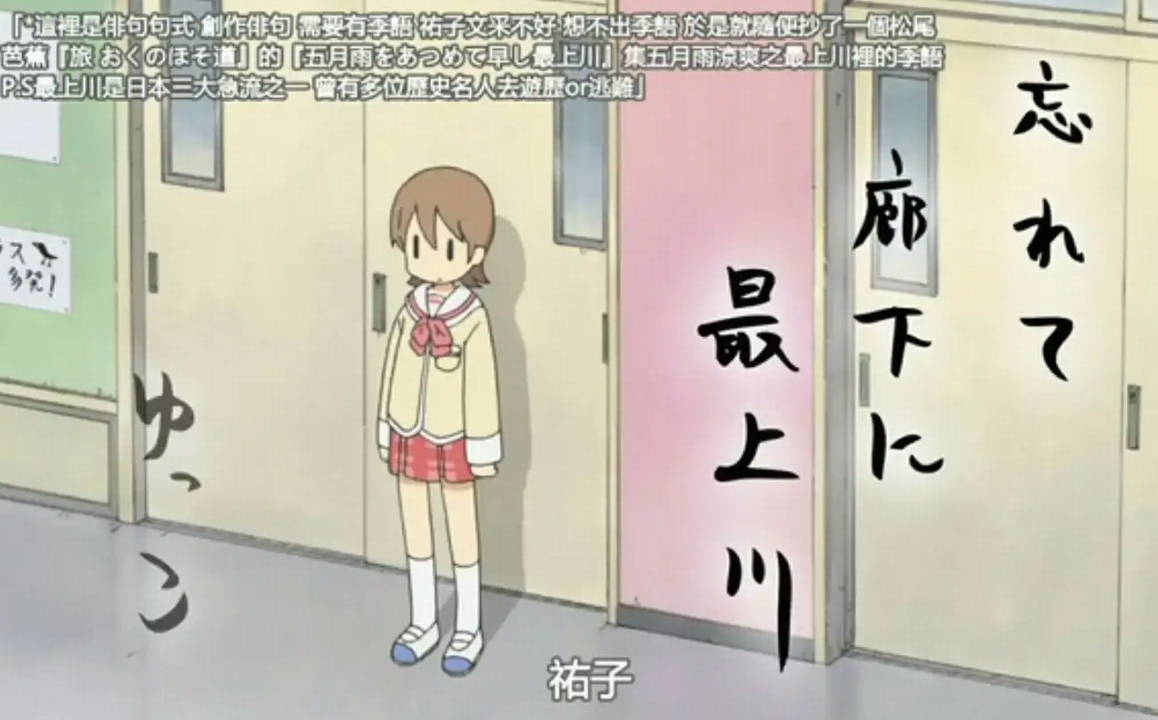 「*這裡是俳句句式 創作俳句 需要有季語 祐子文采不好 想不出季語 於是就隨便抄了一個松尾
芭蕉『旅 おくのほそ道』的『五月雨をあつめて早し最上川』集五月雨涼爽之最上川裡的季語
P.S最上川是日本三大急流之一 曾有多位歷史名人去遊歷or逃難」
忘れて
廊下に
最上川
ゆっこ
ス
多発!
祐子